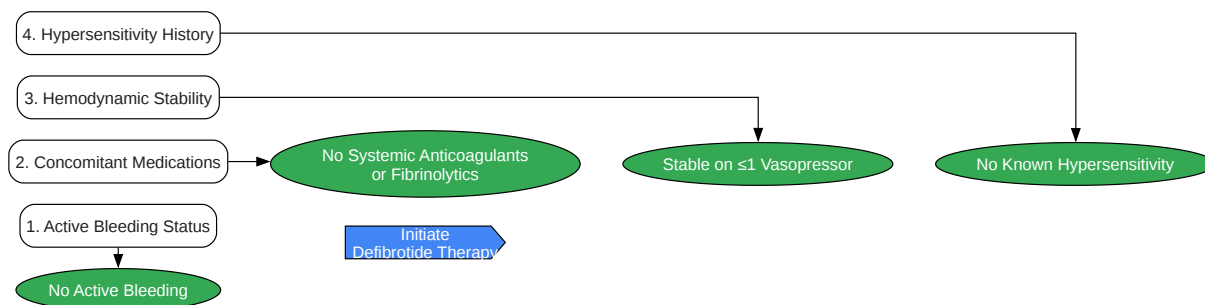 4. Hypersensitivity History
3. Hemodynamic Stability
2. Concomitant Medications
No Systemic Anticoagulants
or Fibrinolytics
Stable on ≤1 Vasopressor
No Known Hypersensitivity
1. Active Bleeding Status
Initiate
Defibrotide Therapy
No Active Bleeding